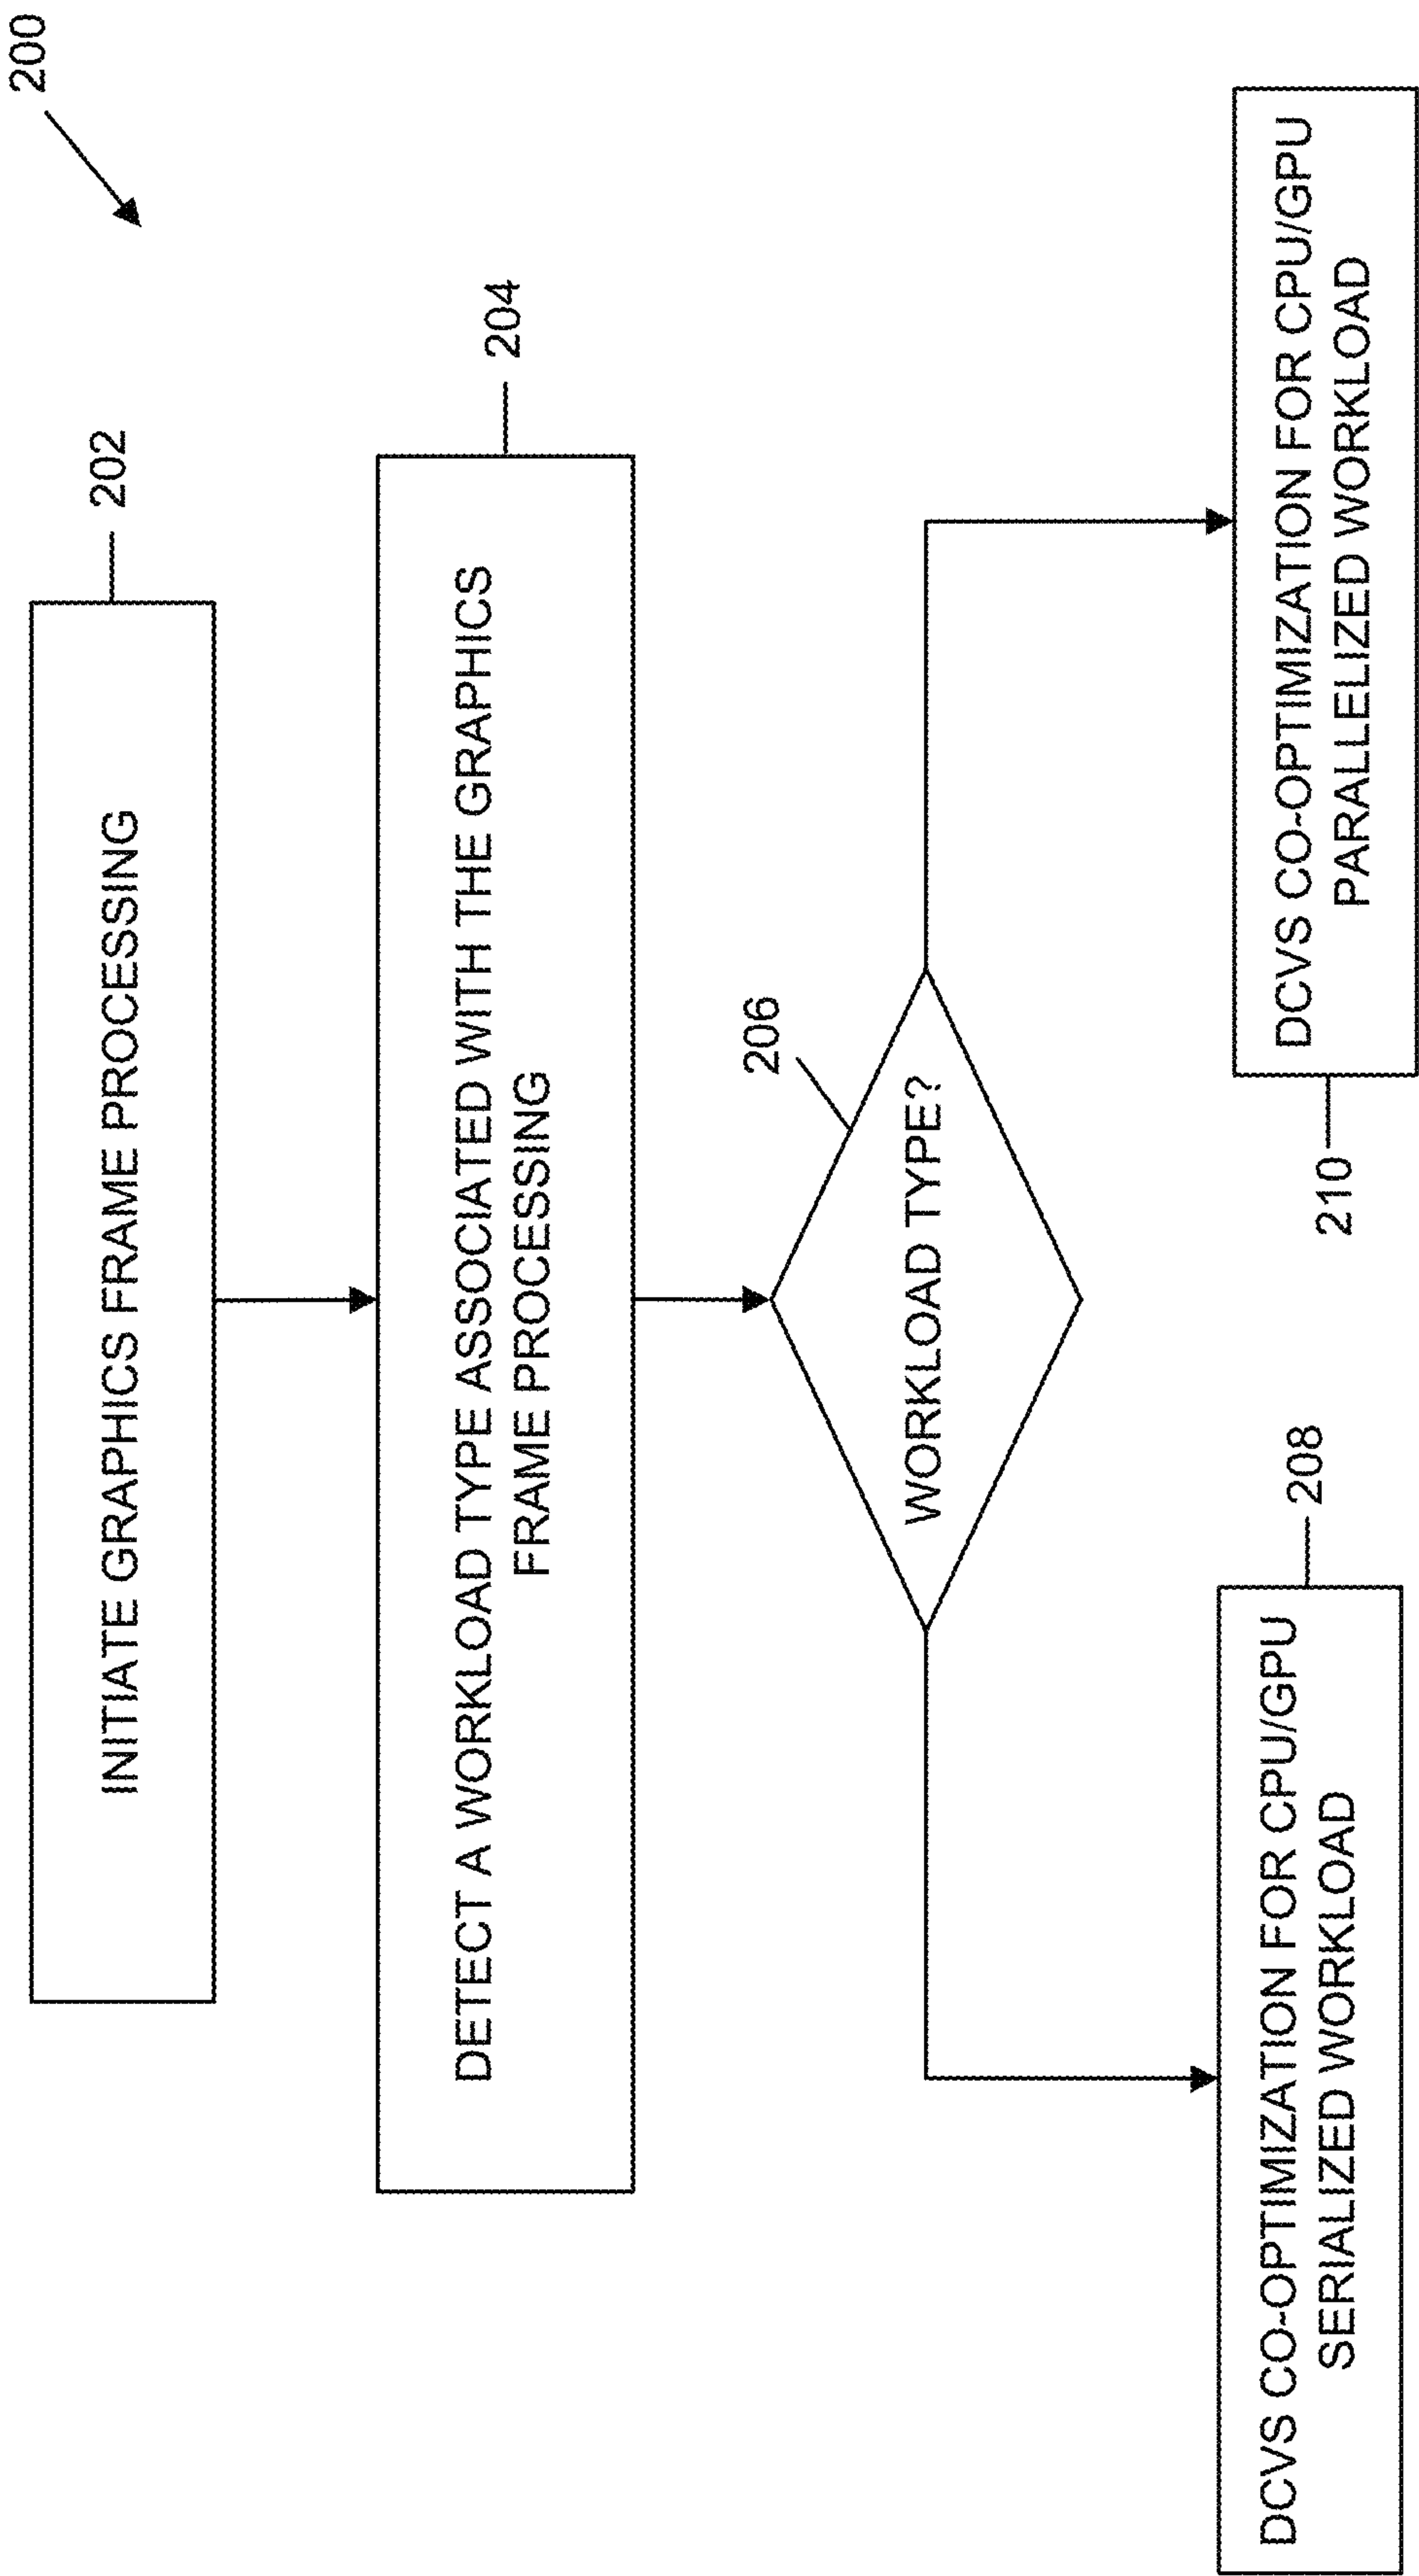 200
INITIATE GRAPHICS FRAME PROCESSING
202
DETECT A WORKLOAD TYPE ASSOCIATED WITH THE GRAPHICS
FRAME PROCESSING
204
206
WORKLOAD TYPE?
DCVS CO-OPTIMIZATION FOR CPU/GPU
SERIALIZED WORKLOAD
208
210
DCVS CO-OPTIMIZATION FOR CPU/GPU
PARALLELIZED WORKLOAD